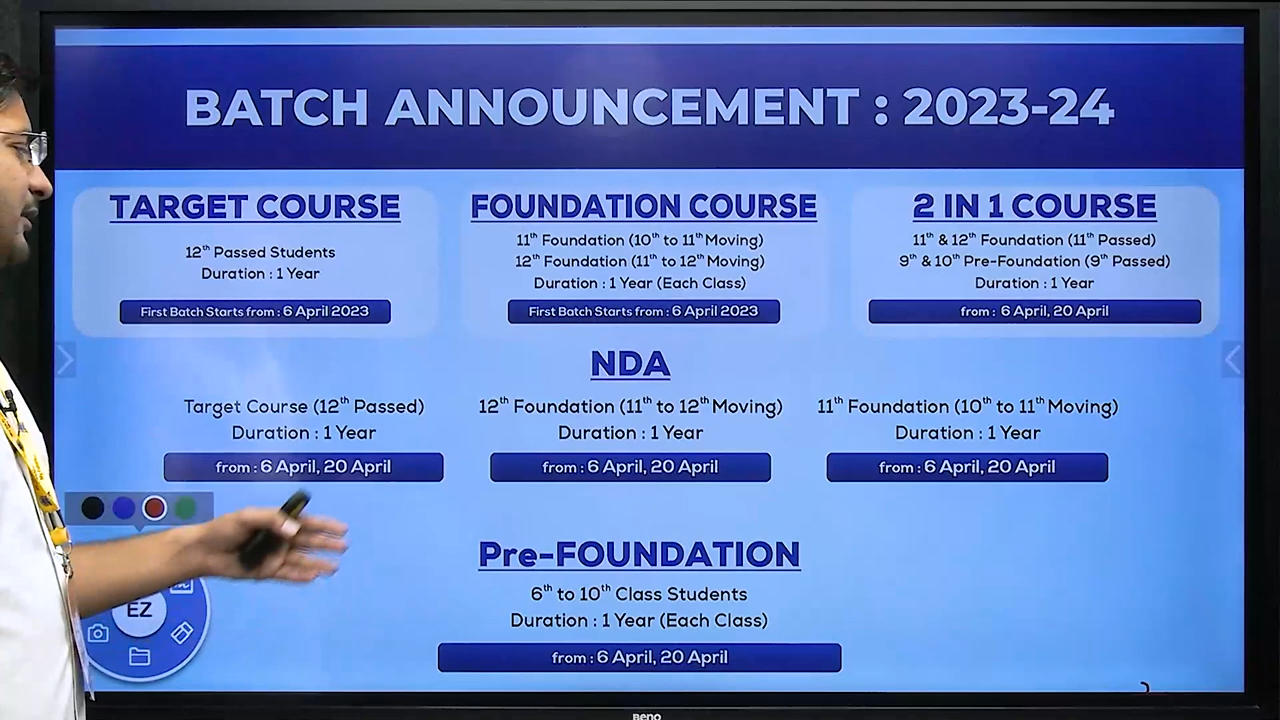 BATCH ANNOUNCEMENT : 2023-24
TARGET COURSE
12th Passed Students
Duration : 1 Year
First Batch Starts from : 6 April 2023
FOUNDATION COURSE
11th Foundation (10th to 11th Moving)
12th Foundation (11th to 12th Moving)
Duration : 1 Year (Each Class)
First Batch Starts from : 6 April 2023
2 IN 1 COURSE
11th & 12th Foundation (11th Passed)
9th & 10th Pre-Foundation (9th Passed)
Duration : 1 Year
from : 6 April, 20 April
NDA
Target Course (12th Passed)
Duration : 1 Year
from : 6 April, 20 April
12th Foundation (11th to 12th Moving)
Duration : 1 Year
from : 6 April, 20 April
11th Foundation (10th to 11th Moving)
Duration : 1 Year
from : 6 April, 20 April
Pre-FOUNDATION
6th to 10th Class Students
Duration : 1 Year (Each Class)
from : 6 April, 20 April
EZ
BenQ